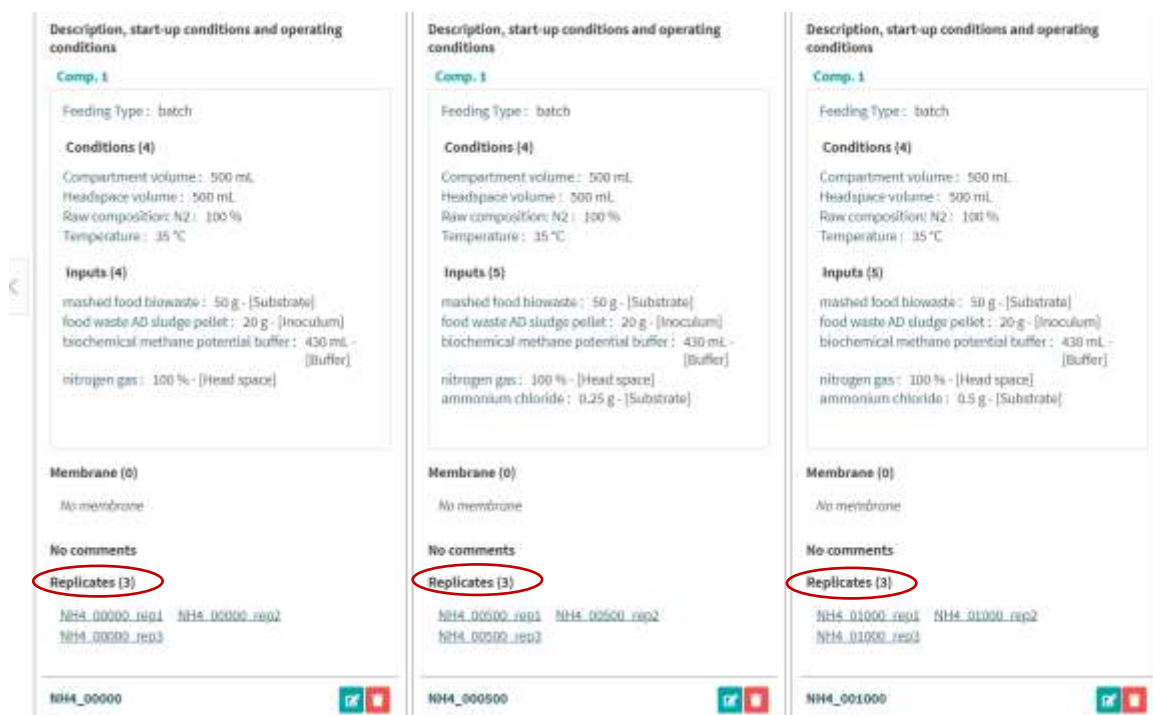 Description, start-up conditions and operating
conditions
Comp. 1
Feeding Type : batch
Conditions (4)
Compartment volume : 500 mL
Headspace volume : 500 mL
Raw composition: N2 : 100 %
Temperature : 35 °C
Inputs (4)
mashed food biowaste : 50 g - [Substrate]
food waste AD sludge pellet : 20 g - [Inoculum]
biochemical methane potential buffer : 430 mL -
[Buffer]
nitrogen gas : 100 % - [Head space]
Membrane (0)
No membrane
No comments
Replicates (3)
NH4_00000_rep1 NH4_00000_rep2
NH4_00000_rep3
NH4_00000
Description, start-up conditions and operating
conditions
Comp. 1
Feeding Type : batch
Conditions (4)
Compartment volume : 500 mL
Headspace volume : 500 mL
Raw composition: N2 : 100 %
Temperature : 35 °C
Inputs (5)
mashed food biowaste : 50 g - [Substrate]
food waste AD sludge pellet : 20 g - [Inoculum]
biochemical methane potential buffer : 430 mL -
[Buffer]
nitrogen gas : 100 % - [Head space]
ammonium chloride : 0.25 g - [Substrate]
Membrane (0)
No membrane
No comments
Replicates (3)
NH4_00500_rep1 NH4_00500_rep2
NH4_00500_rep3
NH4_000500
Description, start-up conditions and operating
conditions
Comp. 1
Feeding Type : batch
Conditions (4)
Compartment volume : 500 mL
Headspace volume : 500 mL
Raw composition: N2 : 100 %
Temperature : 35 °C
Inputs (5)
mashed food biowaste : 50 g - [Substrate]
food waste AD sludge pellet : 20 g - [Inoculum]
biochemical methane potential buffer : 430 mL -
[Buffer]
nitrogen gas : 100 % - [Head space]
ammonium chloride : 0.5 g - [Substrate]
Membrane (0)
No membrane
No comments
Replicates (3)
NH4_01000_rep1 NH4_01000_rep2
NH4_01000_rep3
NH4_001000